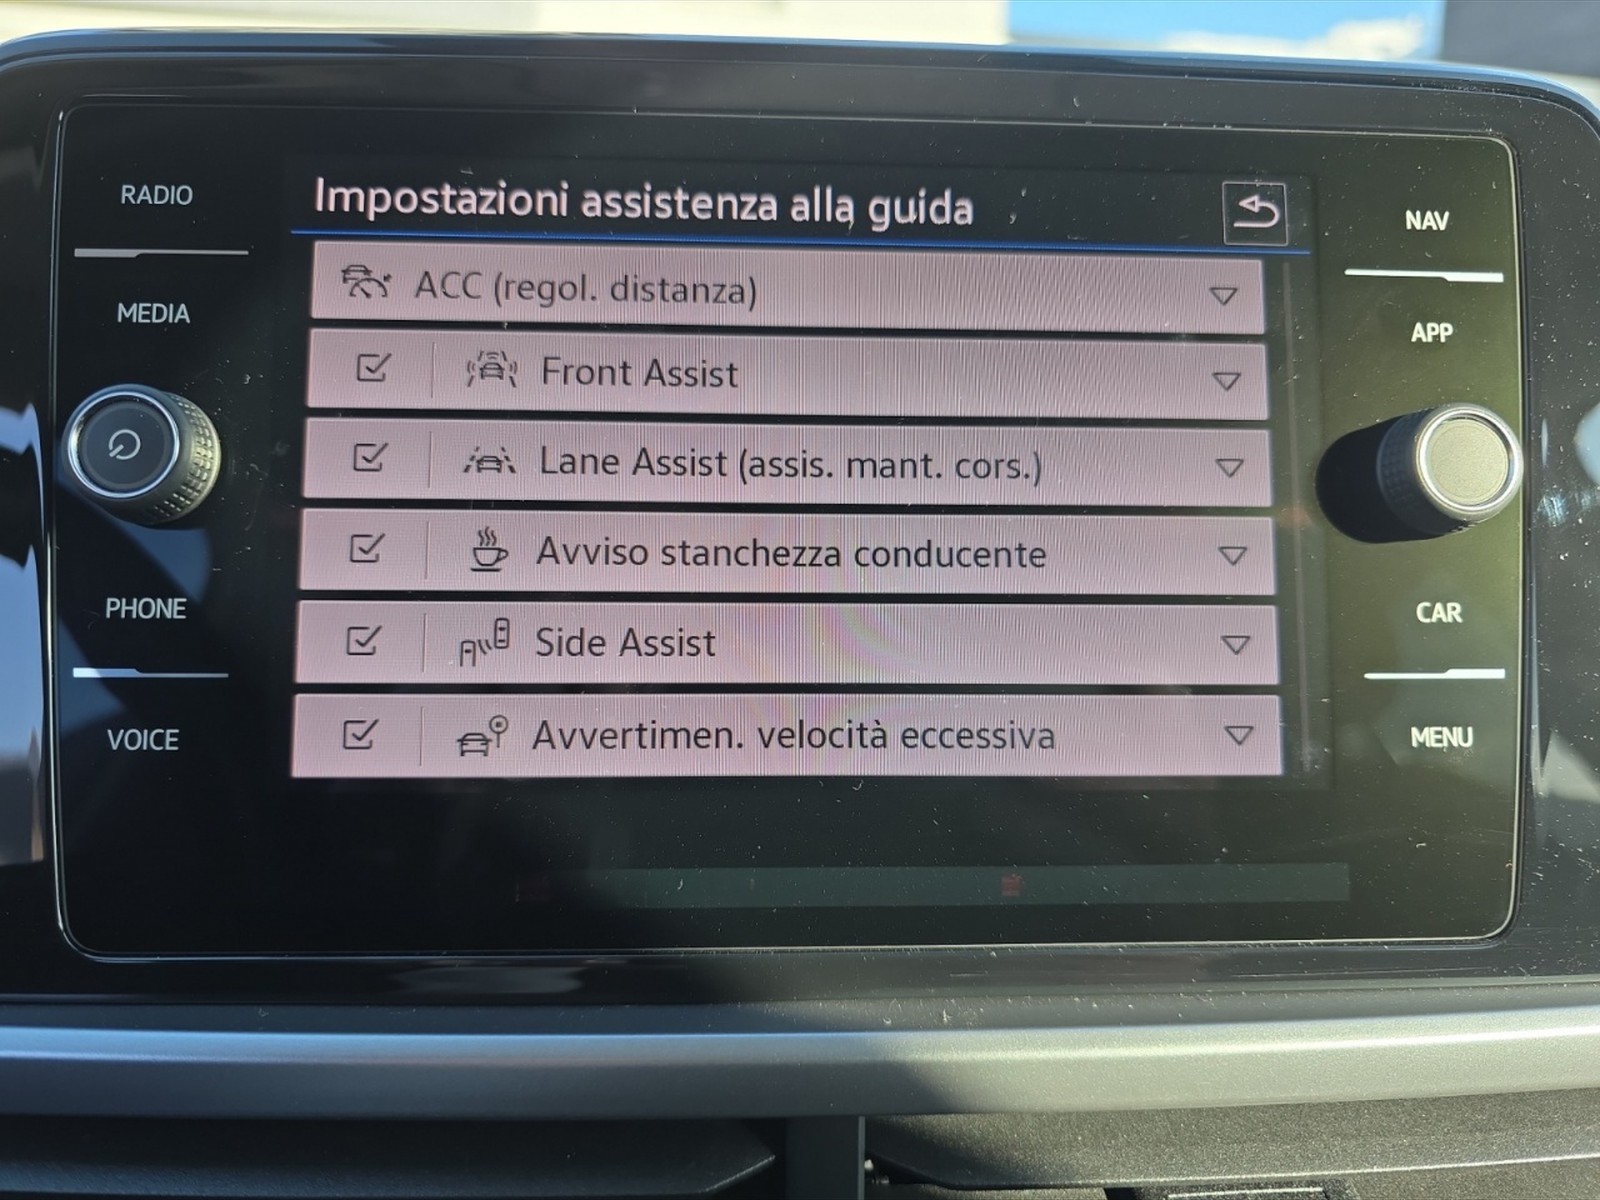 RADIO
MEDIA
PHONE
VOICE
Impostazioni assistenza alla guida
ACC (regol. distanza)
Front Assist
Lane Assist (assis. mant. cors.)
Avviso stanchezza conducente
Side Assist
Avvertimen. velocità eccessiva
NAV
APP
CAR
MENU